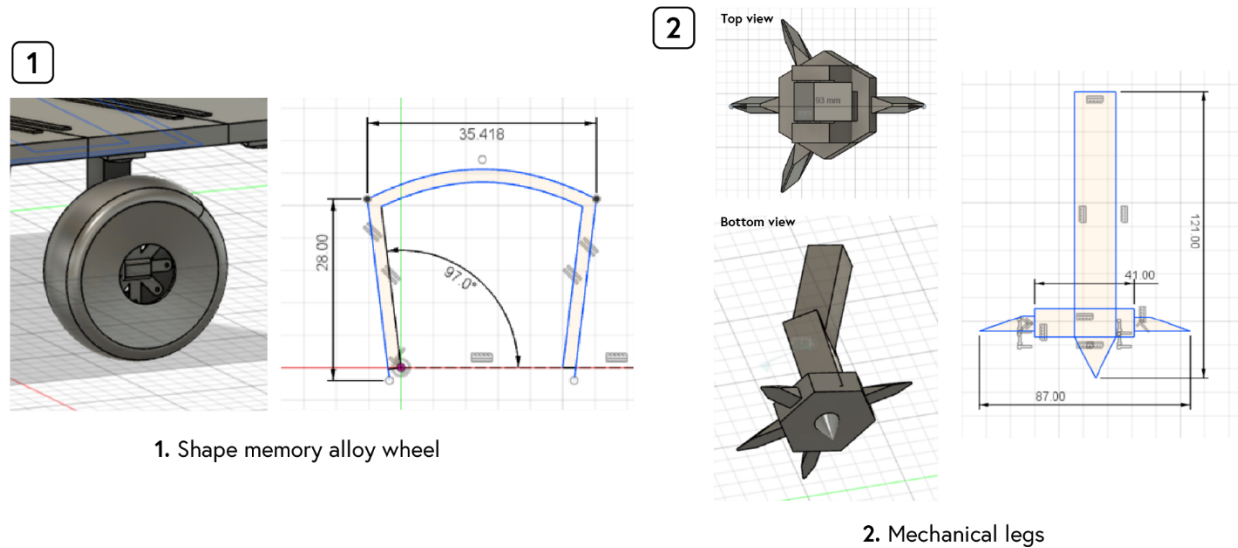 1
35.418
28.00
97.0°
1. Shape memory alloy wheel
2
Top view
93 mm
Bottom view
121.00
41.00
87.00
2. Mechanical legs